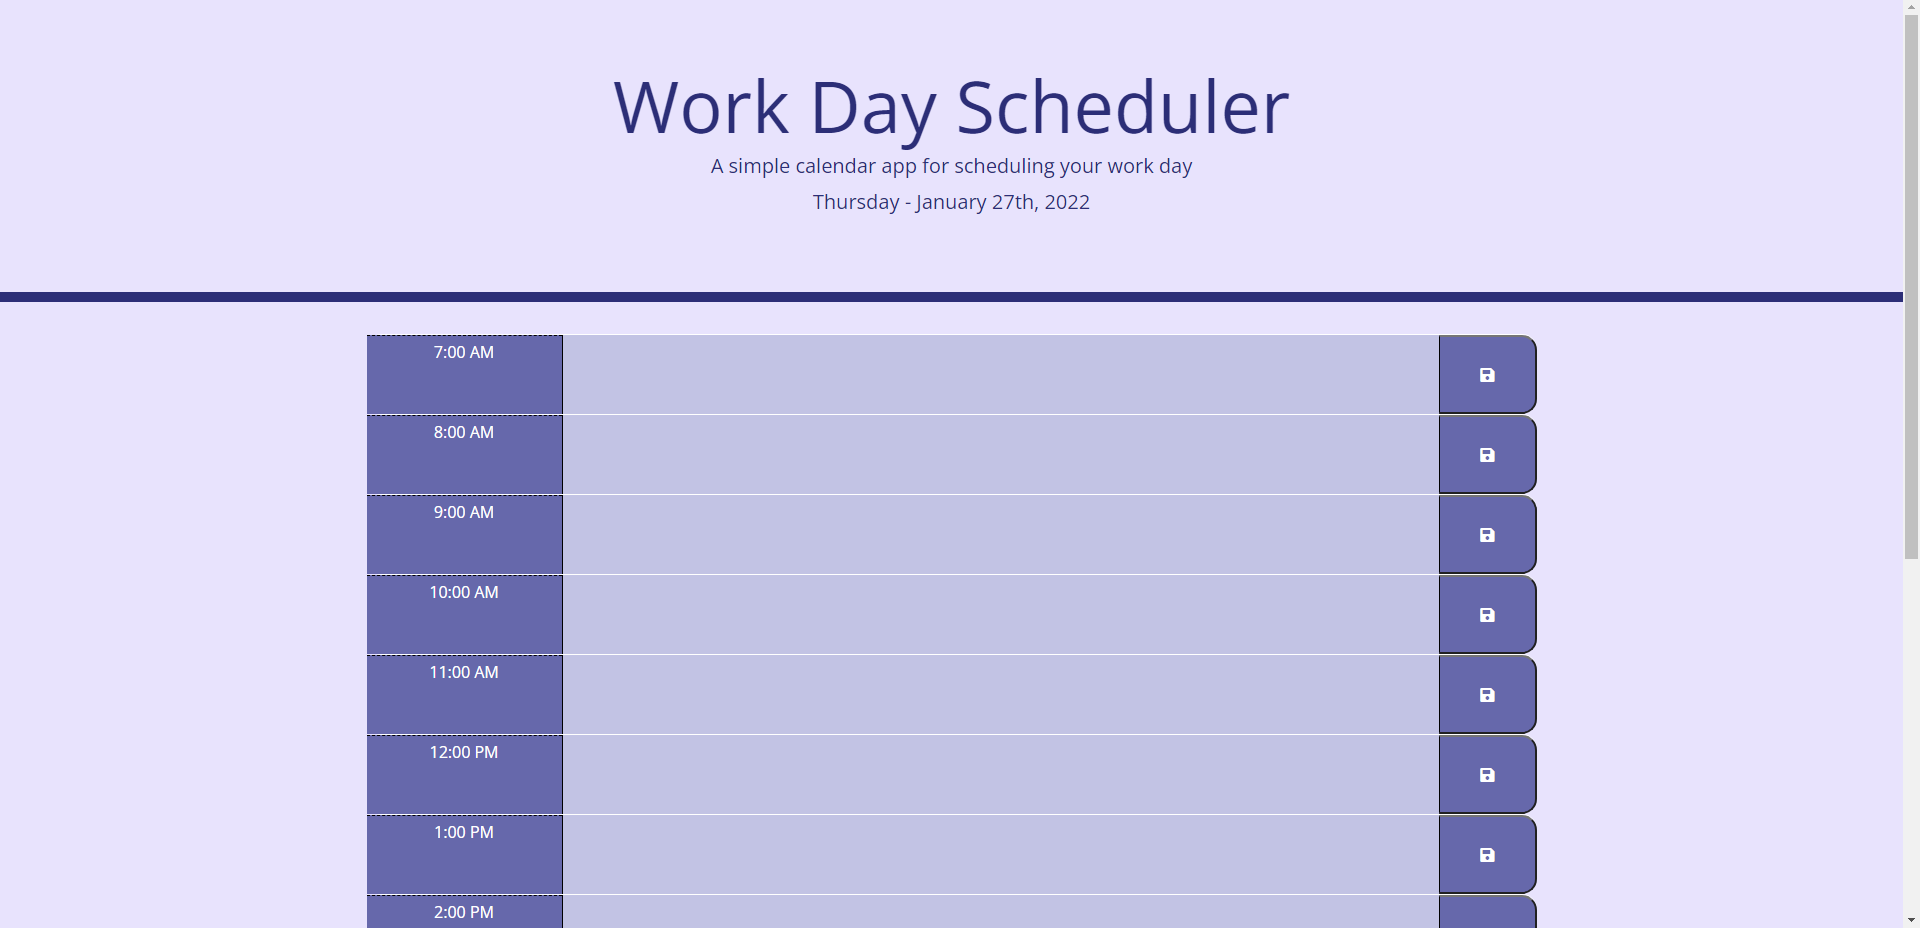 Work Day Scheduler
A simple calendar app for scheduling your work day
Thursday - January 27th, 2022
7:00 AM
8:00 AM
9:00 AM
10:00 AM
11:00 AM
12:00 PM
1:00 PM
2:00 PM